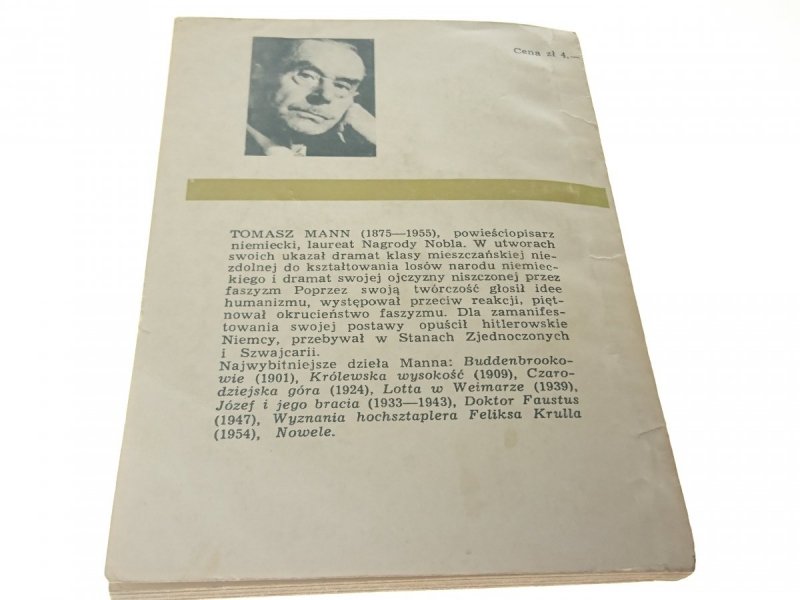 Cena zł 4,—
TOMASZ MANN (1875—1955), powieściopisarz
niemiecki, laureat Nagrody Nobla. W utworach
swoich ukazał dramat klasy mieszczańskiej nie-
zdolnej do kształtowania losów narodu niemiec-
kiego i dramat swojej ojczyzny niszczonej przez
faszyzm Poprzez swoją twórczość głosił idee
humanizmu, występował przeciw reakcji, pięt-
nował okrucieństwo faszyzmu. Dla zamanifes-
towania swojej postawy opuścił hitlerowskie
Niemcy, przebywał w Stanach Zjednoczonych
i Szwajcarii.
Najwybitniejsze dzieła Manna: Buddenbrooko-
wie (1901), Królewska wysokość (1909), Czaro-
dziejska góra (1924), Lotta w Weimarze (1939),
Józef i jego bracia (1933—1943), Doktor Faustus
(1947), Wyznania hochsztaplera Feliksa Krulla
(1954), Nowele.